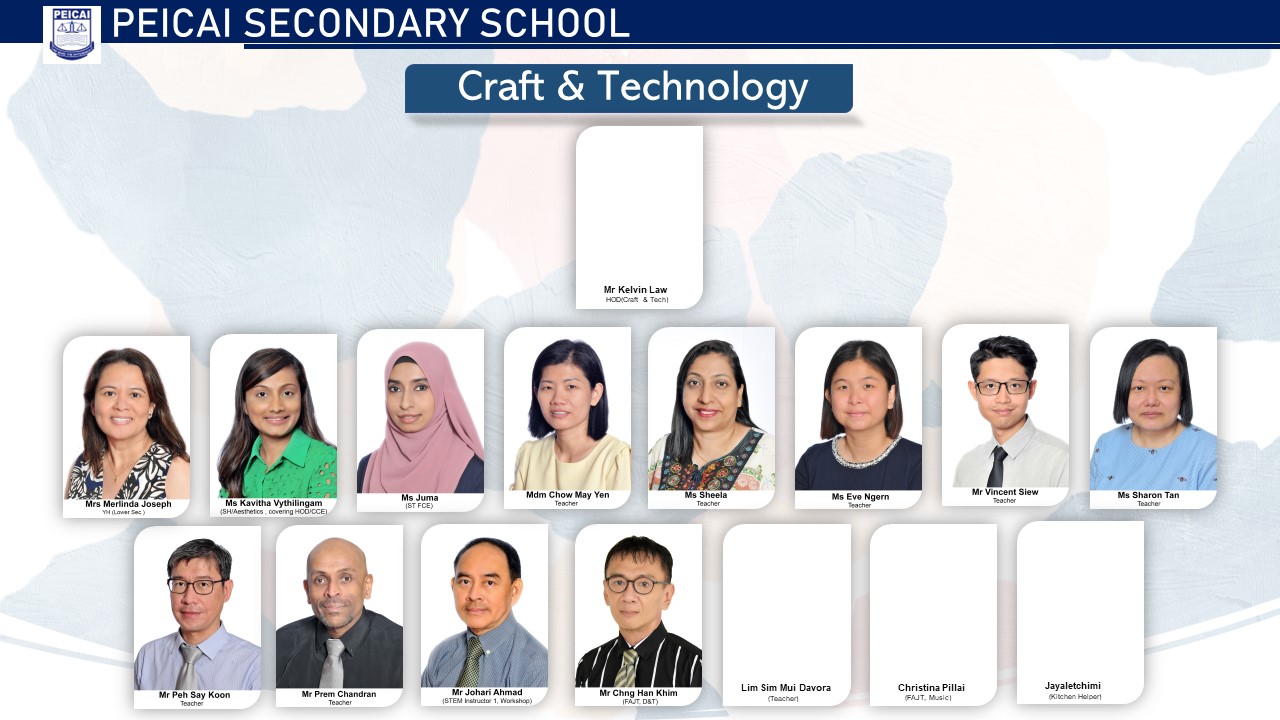 PEICAI
PEICAI SECONDARY SCHOOL
Craft & Technology
Mr Kelvin Law
HOD(Craft & Tech)
Mrs Merlinda Joseph
YH (Lower Sec )
Ms Kavitha Vythilingam
(SH/Aesthetics , covering HOD/CCE)
Ms Juma
(ST FCE)
Mdm Chow May Yen
Teacher
Ms Sheela
Teacher
Ms Eve Ngern
Teacher
Mr Vincent Siew
Teacher
Ms Sharon Tan
Teacher
Mr Peh Say Koon
Teacher
Mr Prem Chandran
Teacher
Mr Johari Ahmad
(STEM Instructor 1, Workshop)
Mr Chng Han Khim
(FAJT, D&T)
Lim Sim Mui Davora
(Teacher)
Christina Pillai
(FAJT, Music)
Jayaletchimi
(Kitchen Helper)